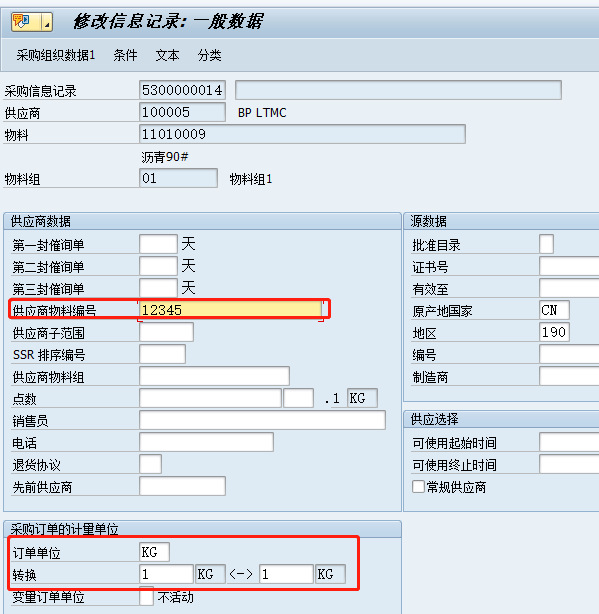 修改信息记录: 一般数据
采购组织数据1 条件 文本 分类
采购信息记录 5300000014
供应商 100005 BP LTMC
物料 11010009
沥青90#
物料组 01 物料组1
供应商数据
第一封催询单 天
第二封催询单 天
第三封催询单 天
供应商物料编号 12345
供应商子范围
SSR 排序编号
供应商物料组
点数 .1 KG
销售员
电话
退货协议
先前供应商
源数据
批准目录
证书号
有效至
原产地国家 CN
地区 190
编号
制造商
供应选择
可使用起始时间
可使用终止时间
常规供应商
采购订单的计量单位
订单单位 KG
转换 1 KG <-> 1 KG
变量订单单位 不活动